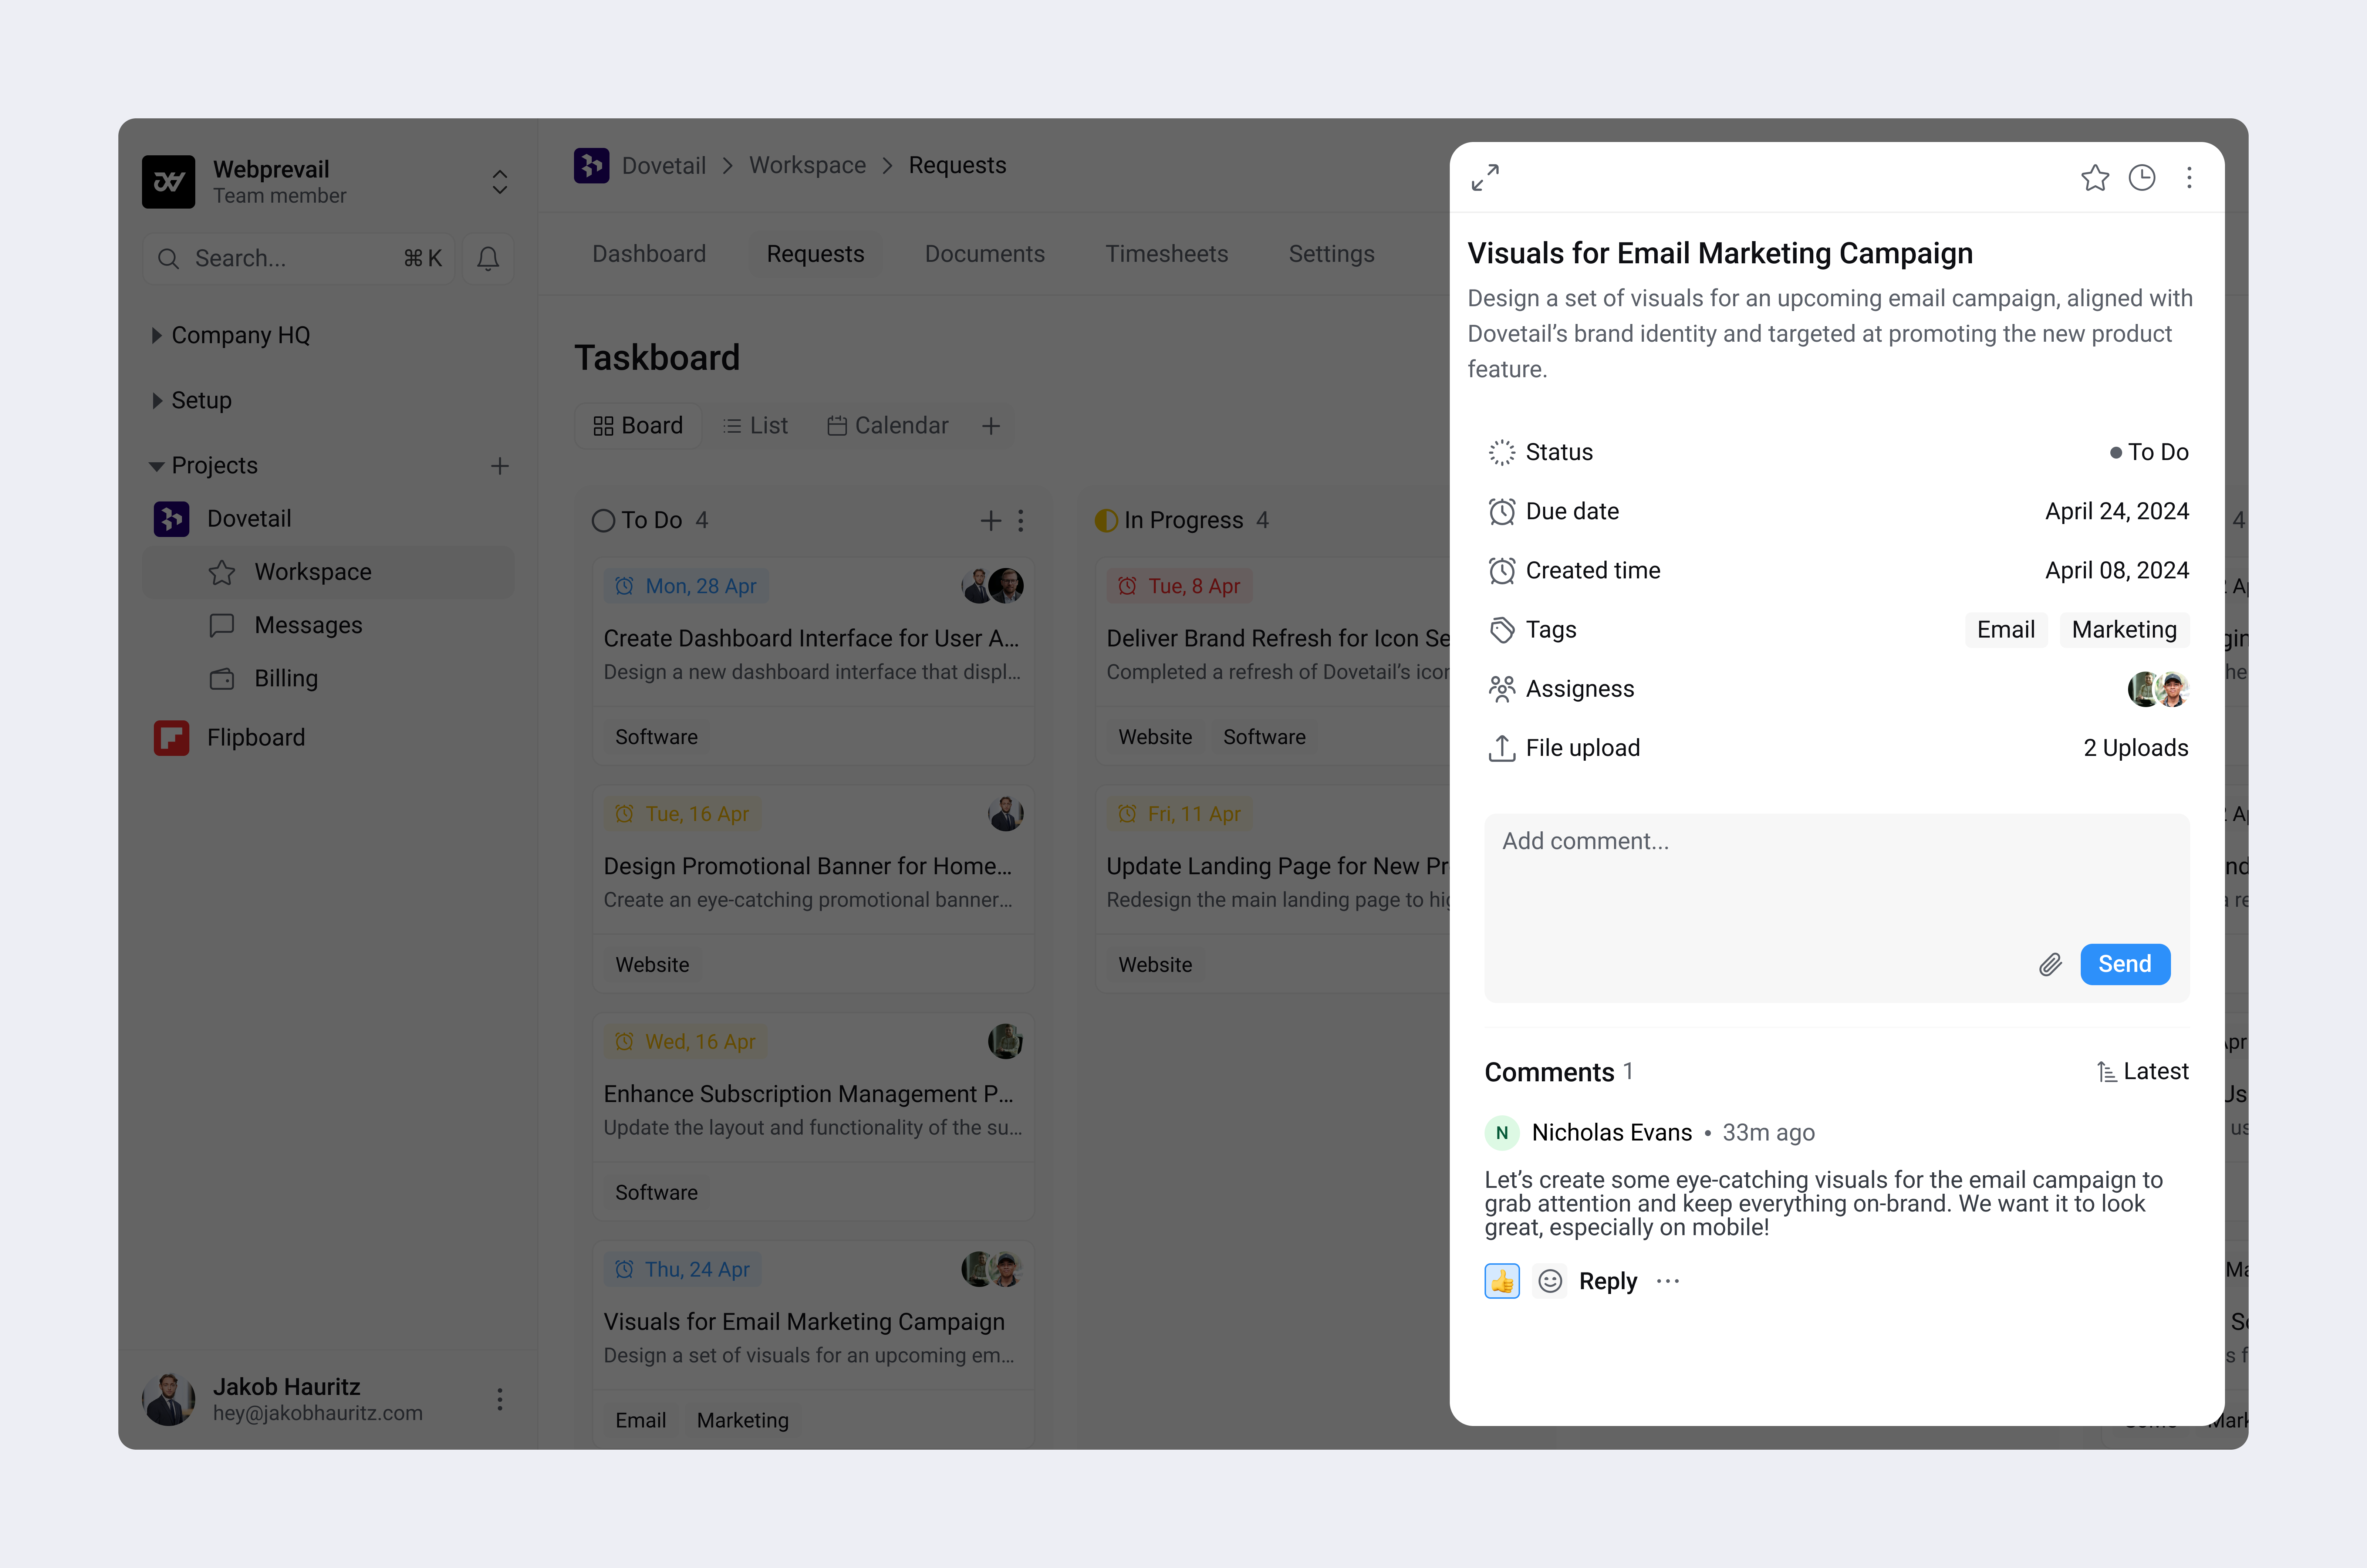 Webprevail
Team member
Search...
⌘ K
Company HQ
Setup
Projects
Dovetail
Workspace
Messages
Billing
Flipboard
Jakob Hauritz
hey@jakobhauritz.com
Dovetail > Workspace > Requests
Dashboard Requests Documents Timesheets Settings
Taskboard
Board List Calendar
To Do 4
Mon, 28 Apr
Create Dashboard Interface for User A...
Design a new dashboard interface that displ...
Software
Tue, 16 Apr
Design Promotional Banner for Home...
Create an eye-catching promotional banner...
Website
Wed, 16 Apr
Enhance Subscription Management P...
Update the layout and functionality of the su...
Software
Thu, 24 Apr
Visuals for Email Marketing Campaign
Design a set of visuals for an upcoming em...
Email Marketing
In Progress 4
Tue, 8 Apr
Deliver Brand Refresh for Icon Se
Completed a refresh of Dovetail’s icor
Website Software
Fri, 11 Apr
Update Landing Page for New Pr
Redesign the main landing page to hig
Website
4
Visuals for Email Marketing Campaign
Design a set of visuals for an upcoming email campaign, aligned with
Dovetail’s brand identity and targeted at promoting the new product
feature.
Status To Do
Due date April 24, 2024
Created time April 08, 2024
Tags Email Marketing
Assigness
File upload 2 Uploads
Add comment...
Send
Comments 1 Latest
N Nicholas Evans • 33m ago
Let’s create some eye-catching visuals for the email campaign to
grab attention and keep everything on-brand. We want it to look
great, especially on mobile!
👍 Reply ···